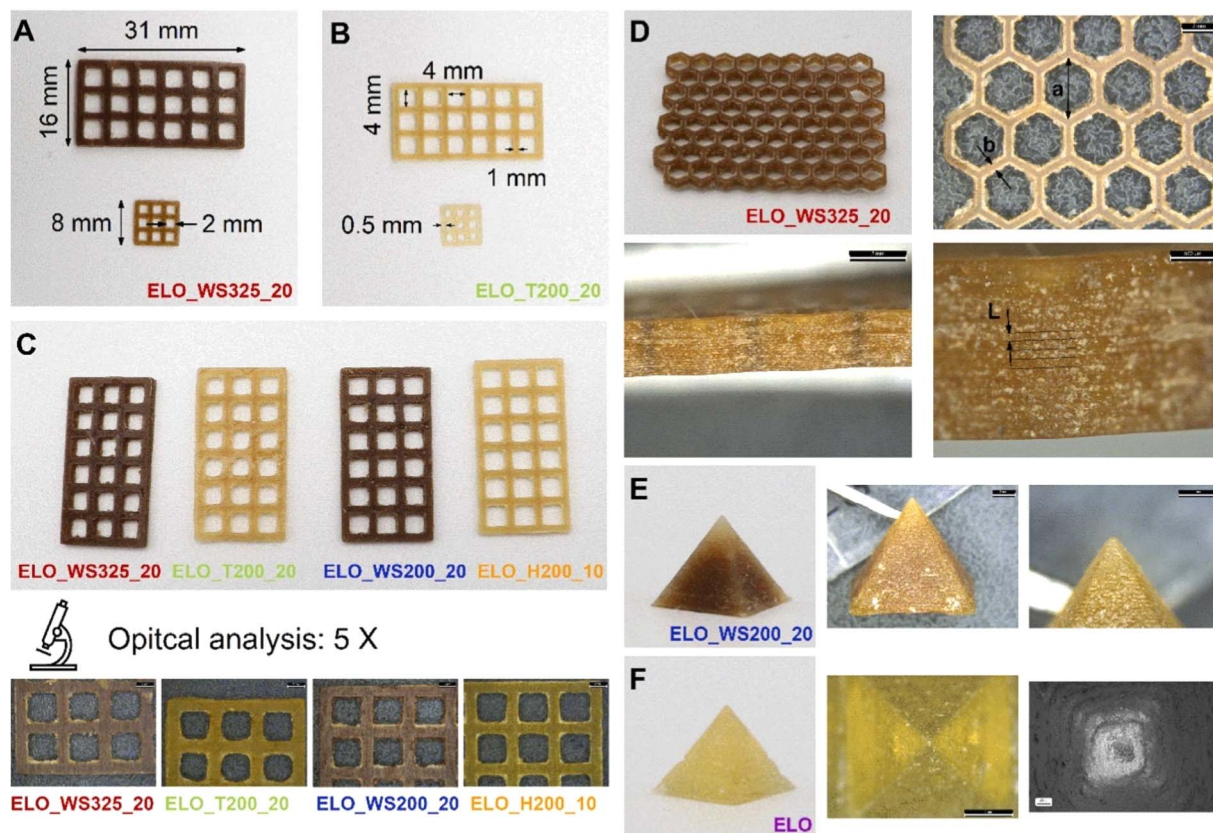 A
31 mm
16 mm
8 mm
2 mm
ELO_WS325_20
B
4 mm
4 mm
1 mm
0.5 mm
ELO_T200_20
C
ELO_WS325_20
ELO_T200_20
ELO_WS200_20
ELO_H200_10
Opitcal analysis: 5 X
ELO_WS325_20
ELO_T200_20
ELO_WS200_20
ELO_H200_10
D
ELO_WS325_20
a
b
L
E
ELO_WS200_20
F
ELO